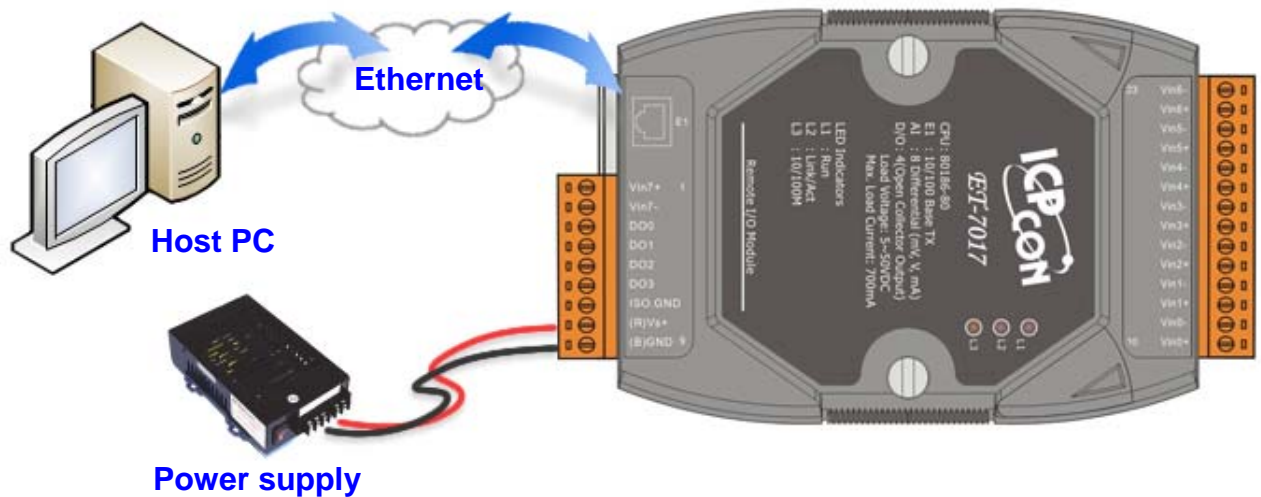 Ethernet
Host PC
Power supply
E1
Vin7+ 1
Vin7-
DO0
DO1
DO2
DO3
ISO.GND
(R)Vs+
(B)GND 9
Remote I/O Module
LED Indicators
L1 : Run
L2 : Link/Act
L3 : 10/100M
CPU: 80186-80
E1 : 10/100 Base TX
AI : 8 Differential (mV, V, mA)
D/O: 4(Open Collector Output)
Load Voltage: 5~50VDC
Max. Load Current: 700mA
ET-7017
ICP CON
L3
L2
L1
23 Vin6-
Vin6+
Vin5-
Vin5+
Vin4-
Vin4+
Vin3-
Vin3+
Vin2-
Vin2+
Vin1-
Vin1+
Vin0-
10 Vin0+